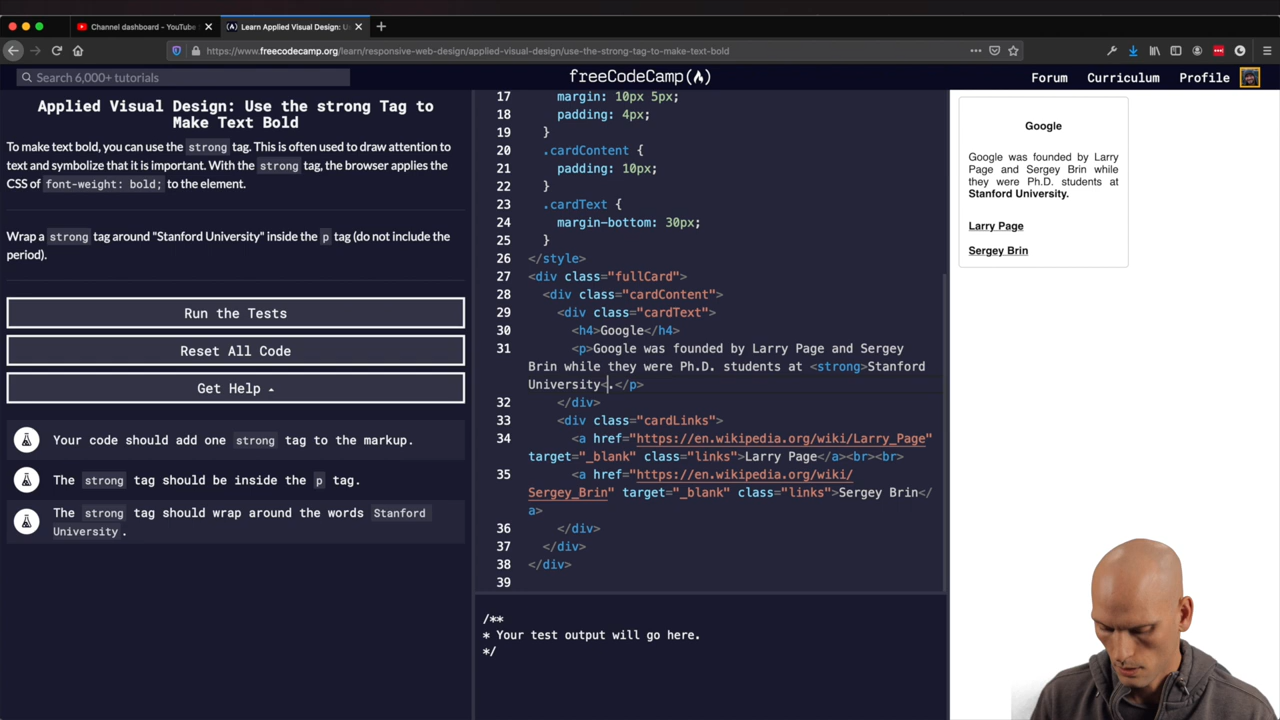 Channel dashboard - YouTube
Learn Applied Visual Design: U
https://www.freecodecamp.org/learn/responsive-web-design/applied-visual-design/use-the-strong-tag-to-make-text-bold
Search 6,000+ tutorials
freeCodeCamp
Forum
Curriculum
Profile
Applied Visual Design: Use the strong Tag to
Make Text Bold
To make text bold, you can use the strong tag. This is often used to draw attention to
text and symbolize that it is important. With the strong tag, the browser applies the
CSS of font-weight: bold; to the element.
Wrap a strong tag around "Stanford University" inside the p tag (do not include the
period).
Run the Tests
Reset All Code
Get Help
Your code should add one strong tag to the markup.
The strong tag should be inside the p tag.
The strong tag should wrap around the words Stanford
University.
17 margin: 10px 5px;
18 padding: 4px;
19 }
20 .cardContent {
21 padding: 10px;
22 }
23 .cardText {
24 margin-bottom: 30px;
25 }
26 </style>
27 <div class="fullCard">
28 <div class="cardContent">
29 <div class="cardText">
30 <h4>Google</h4>
31 <p>Google was founded by Larry Page and Sergey
Brin while they were Ph.D. students at <strong>Stanford
University<.</p>
32 </div>
33 <div class="cardLinks">
34 <a href="https://en.wikipedia.org/wiki/Larry_Page"
target="_blank" class="links">Larry Page</a><br><br>
35 <a href="https://en.wikipedia.org/wiki/
Sergey_Brin" target="_blank" class="links">Sergey Brin</
a>
36 </div>
37 </div>
38 </div>
39
/**
* Your test output will go here.
*/
Google
Google was founded by Larry
Page and Sergey Brin while
they were Ph.D. students at
Stanford University.
Larry Page
Sergey Brin